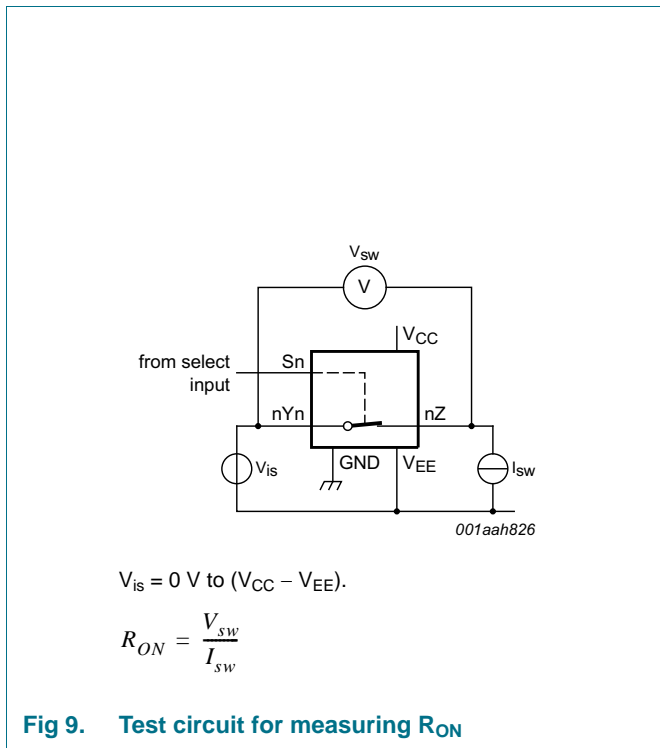 Vsw
V
VCC
from select
input
Sn
nYn
nZ
Vis
GND
VEE
Isw
001aah826
Vis = 0 V to (VCC − VEE).
RON = Vsw / Isw
Fig 9. Test circuit for measuring RON